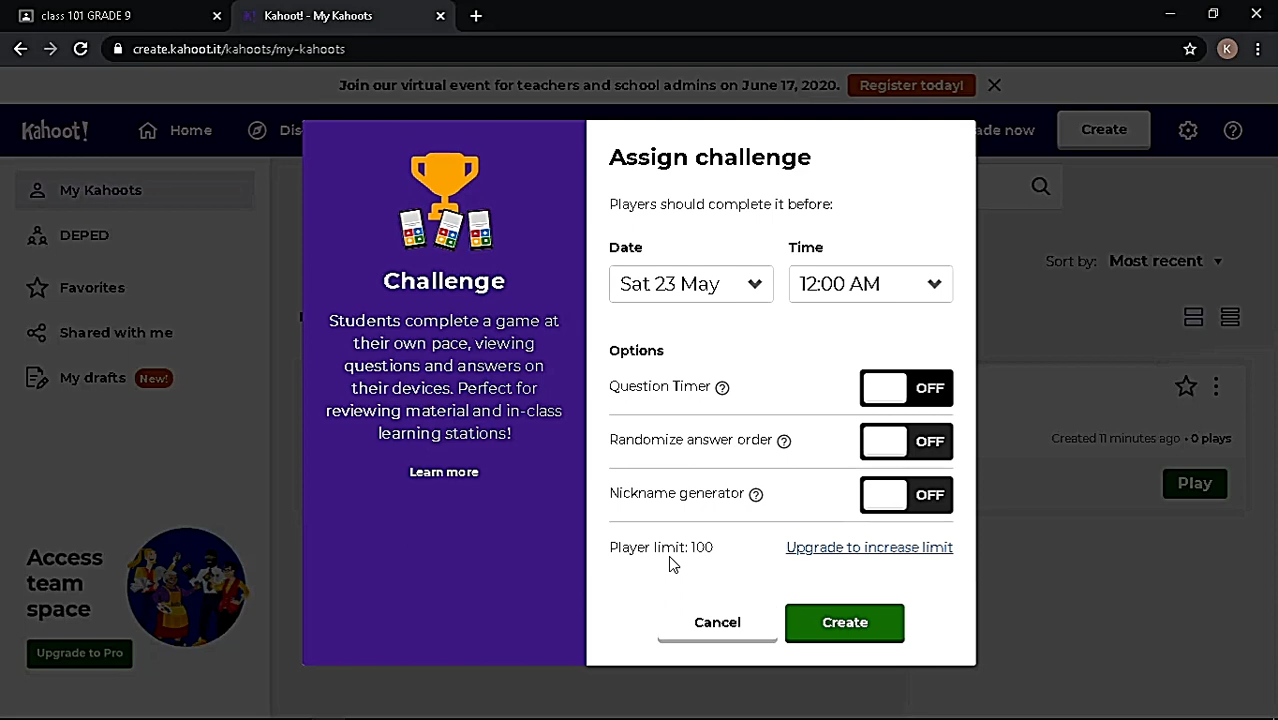 class 101 GRADE 9
Kahoot! - My Kahoots
create.kahoot.it/kahoots/my-kahoots
K
Join our virtual event for teachers and school admins on June 17, 2020.
Register today!
Kahoot!
Home
Create
My Kahoots
DEPED
Favorites
Shared with me
My drafts
New!
Access
team
space
Upgrade to Pro
Challenge
Students complete a game at
their own pace, viewing
questions and answers on
their devices. Perfect for
reviewing material and in-class
learning stations!
Learn more
Assign challenge
Players should complete it before:
Date
Time
Sat 23 May
12:00 AM
Options
Question Timer
OFF
Randomize answer order
OFF
Nickname generator
OFF
Player limit: 100
Upgrade to increase limit
Cancel
Create
Sort by: Most recent
Created 11 minutes ago • 0 plays
Play